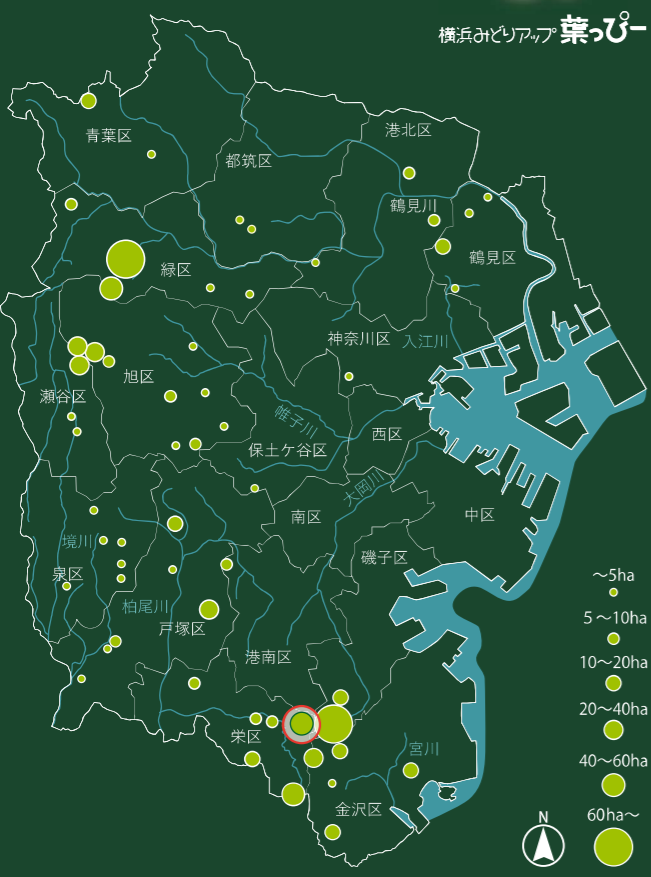 横浜みどりアップ 葉っぴー
青葉区
港北区
都筑区
鶴見川
鶴見区
緑区
神奈川区
入江川
旭区
瀬谷区
帷子川
西区
保土ケ谷区
大岡川
南区
中区
境川
磯子区
泉区
柏尾川
戸塚区
港南区
栄区
宮川
金沢区
～5ha
5～10ha
10～20ha
20～40ha
40～60ha
60ha～
N